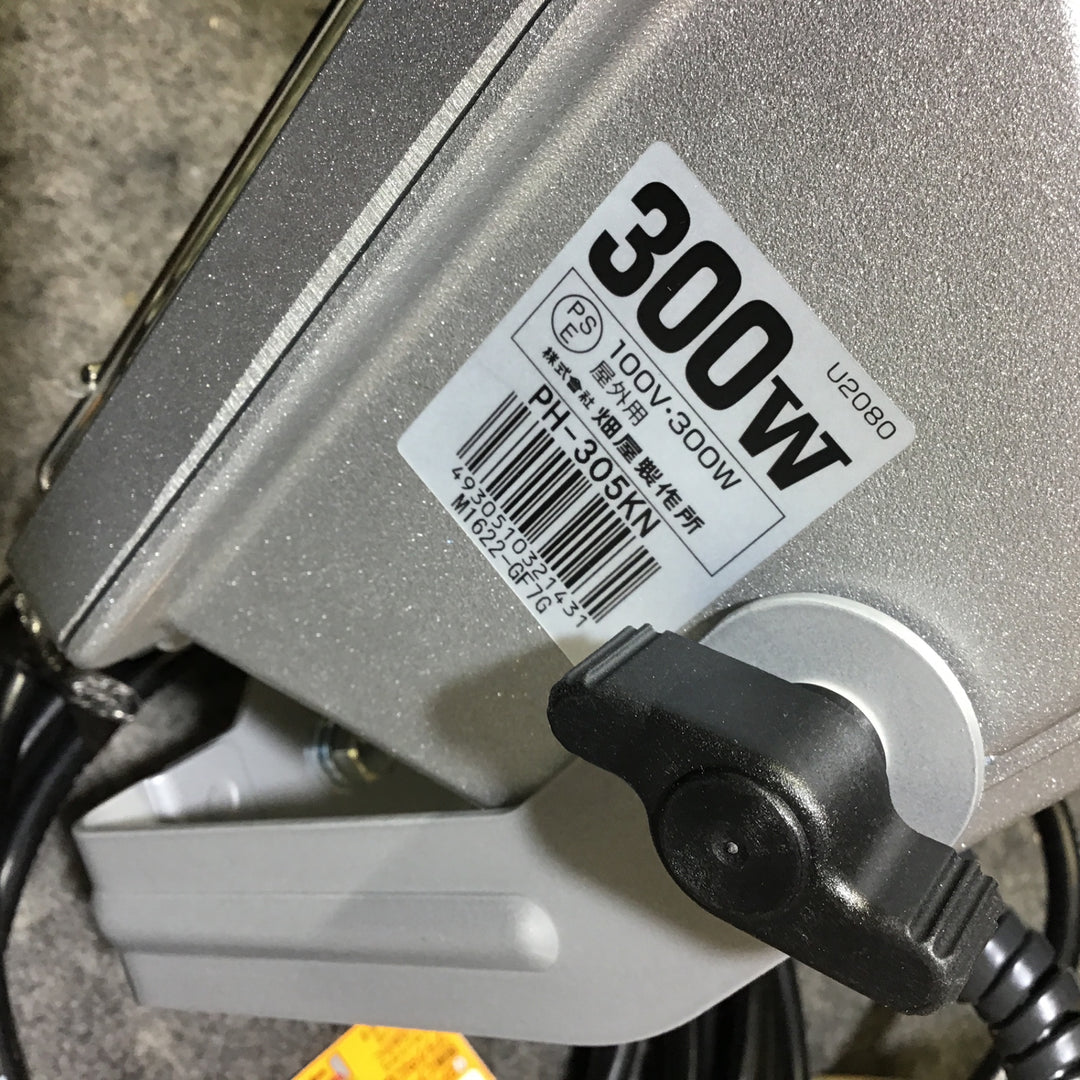 300W
U2080
PS
E
100V·300W
屋外用
株式会社 畑屋製作所
PH-305KN
4930510321431
M1622-GF7G